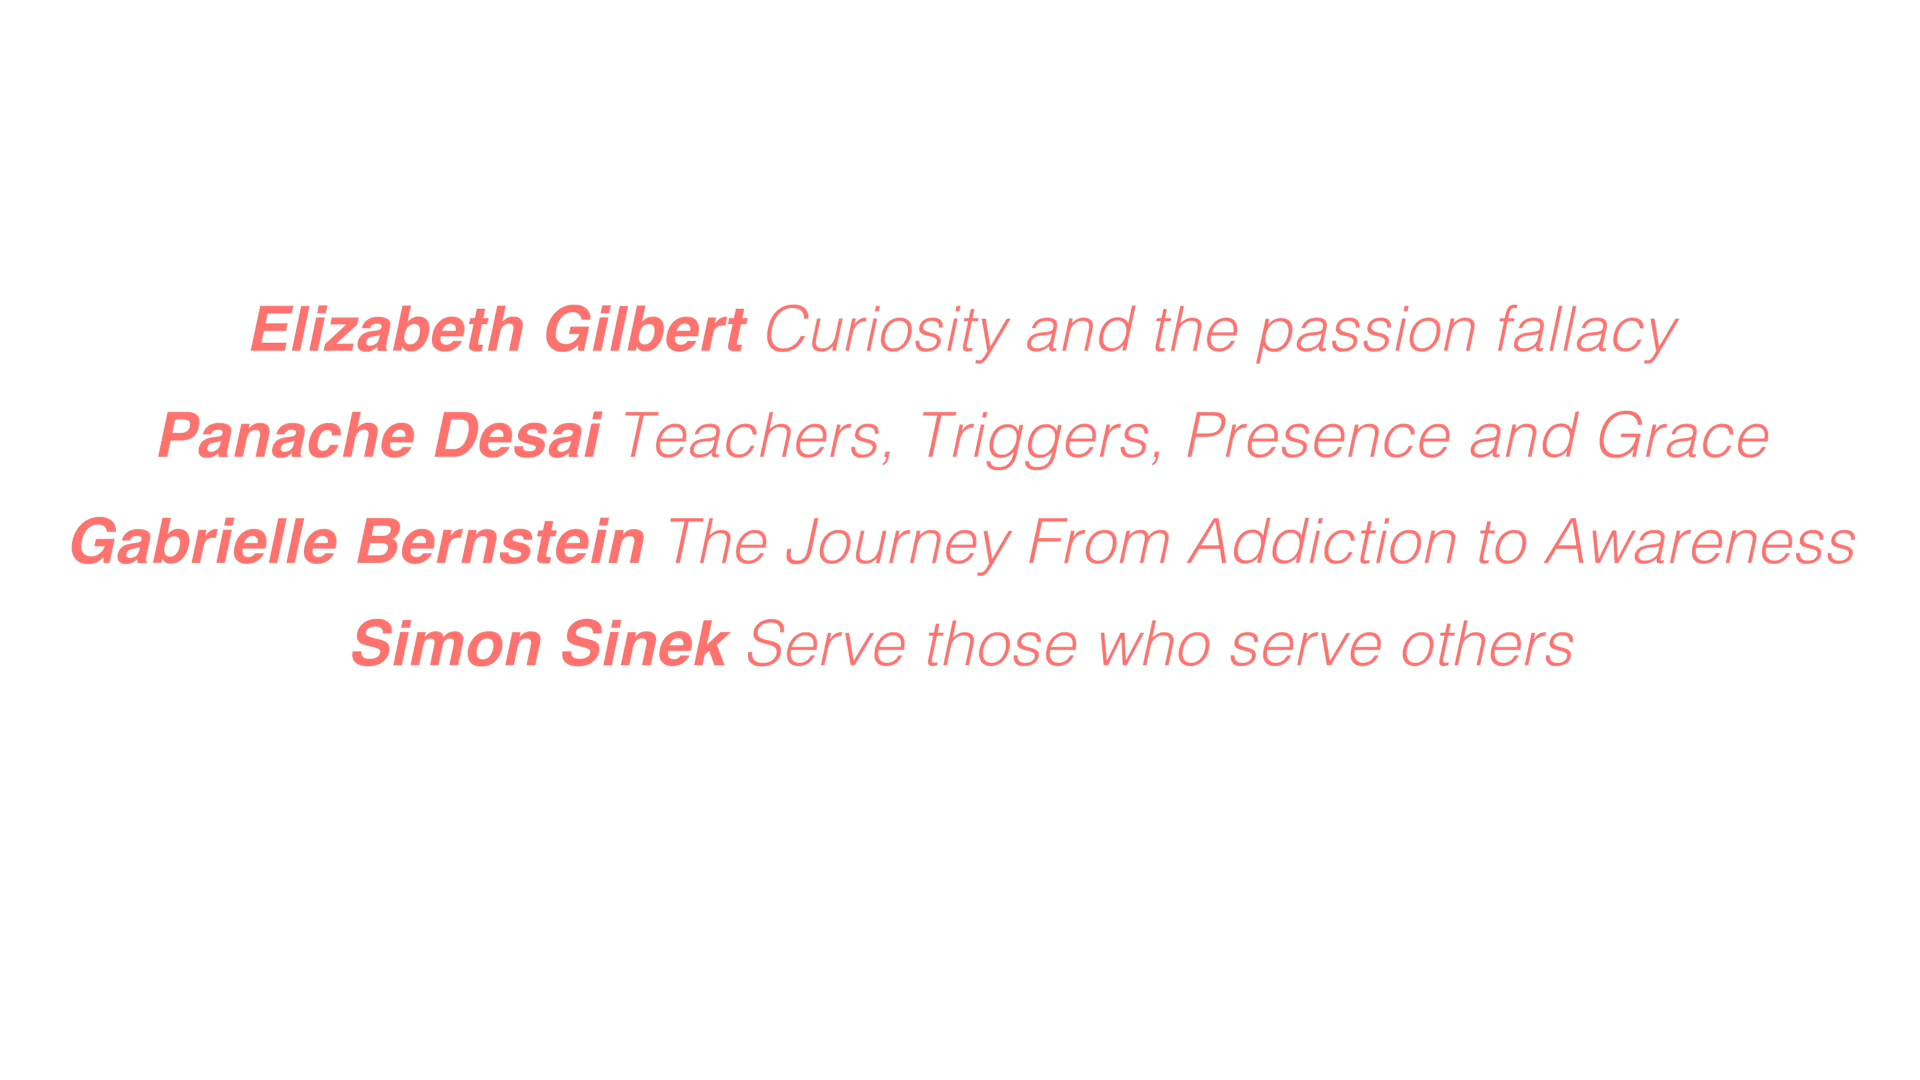 Elizabeth Gilbert Curiosity and the passion fallacy
Panache Desai Teachers, Triggers, Presence and Grace
Gabrielle Bernstein The Journey From Addiction to Awareness
Simon Sinek Serve those who serve others